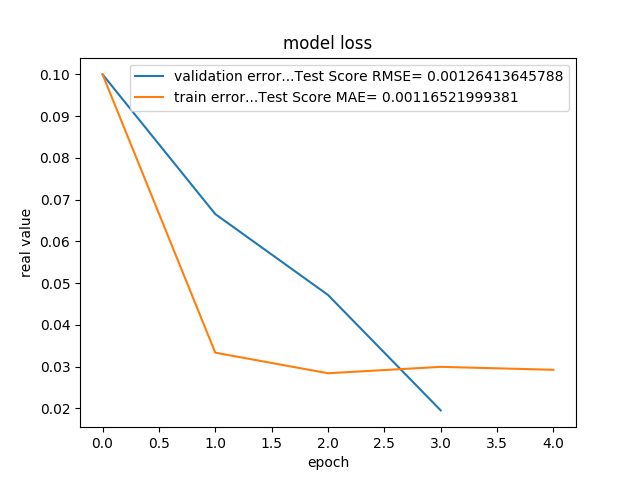 model loss
validation error...Test Score RMSE= 0.00126413645788
train error...Test Score MAE= 0.00116521999381
real value
0.10
0.09
0.08
0.07
0.06
0.05
0.04
0.03
0.02
0.0 0.5 1.0 1.5 2.0 2.5 3.0 3.5 4.0
epoch